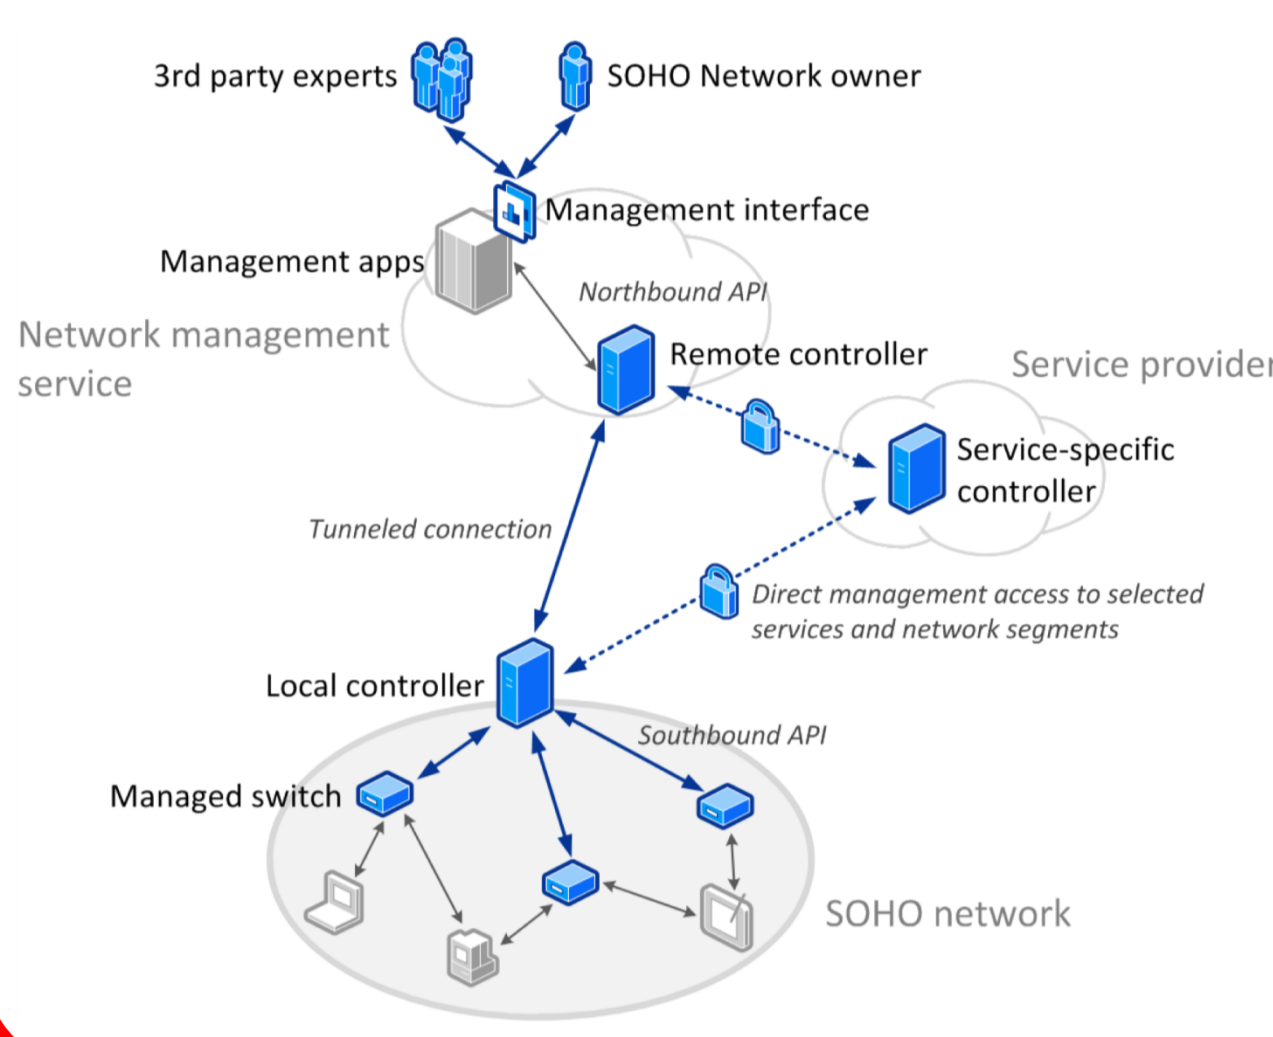 3rd party experts
SOHO Network owner
Management interface
Management apps
Northbound API
Network management
service
Remote controller
Service provider
Service-specific
controller
Tunneled connection
Direct management access to selected
services and network segments
Local controller
Southbound API
Managed switch
SOHO network